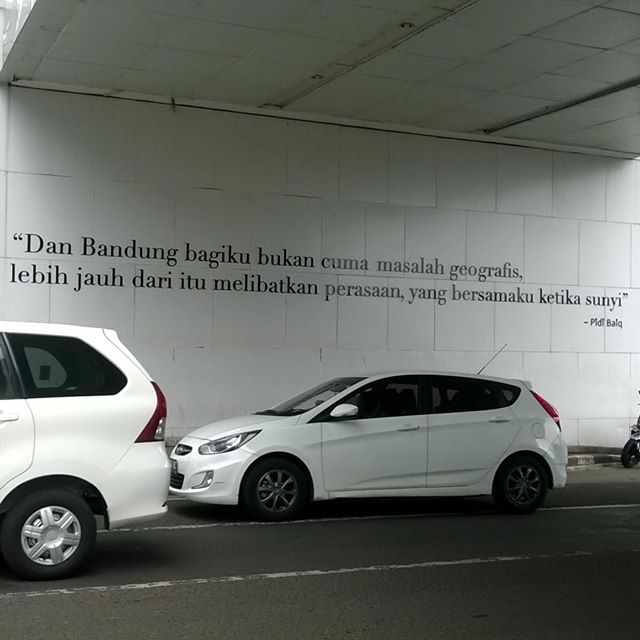 “Dan Bandung bagiku bukan cuma masalah geografis,
lebih jauh dari itu melibatkan perasaan, yang bersamaku ketika sunyi”
– Pidi Baiq